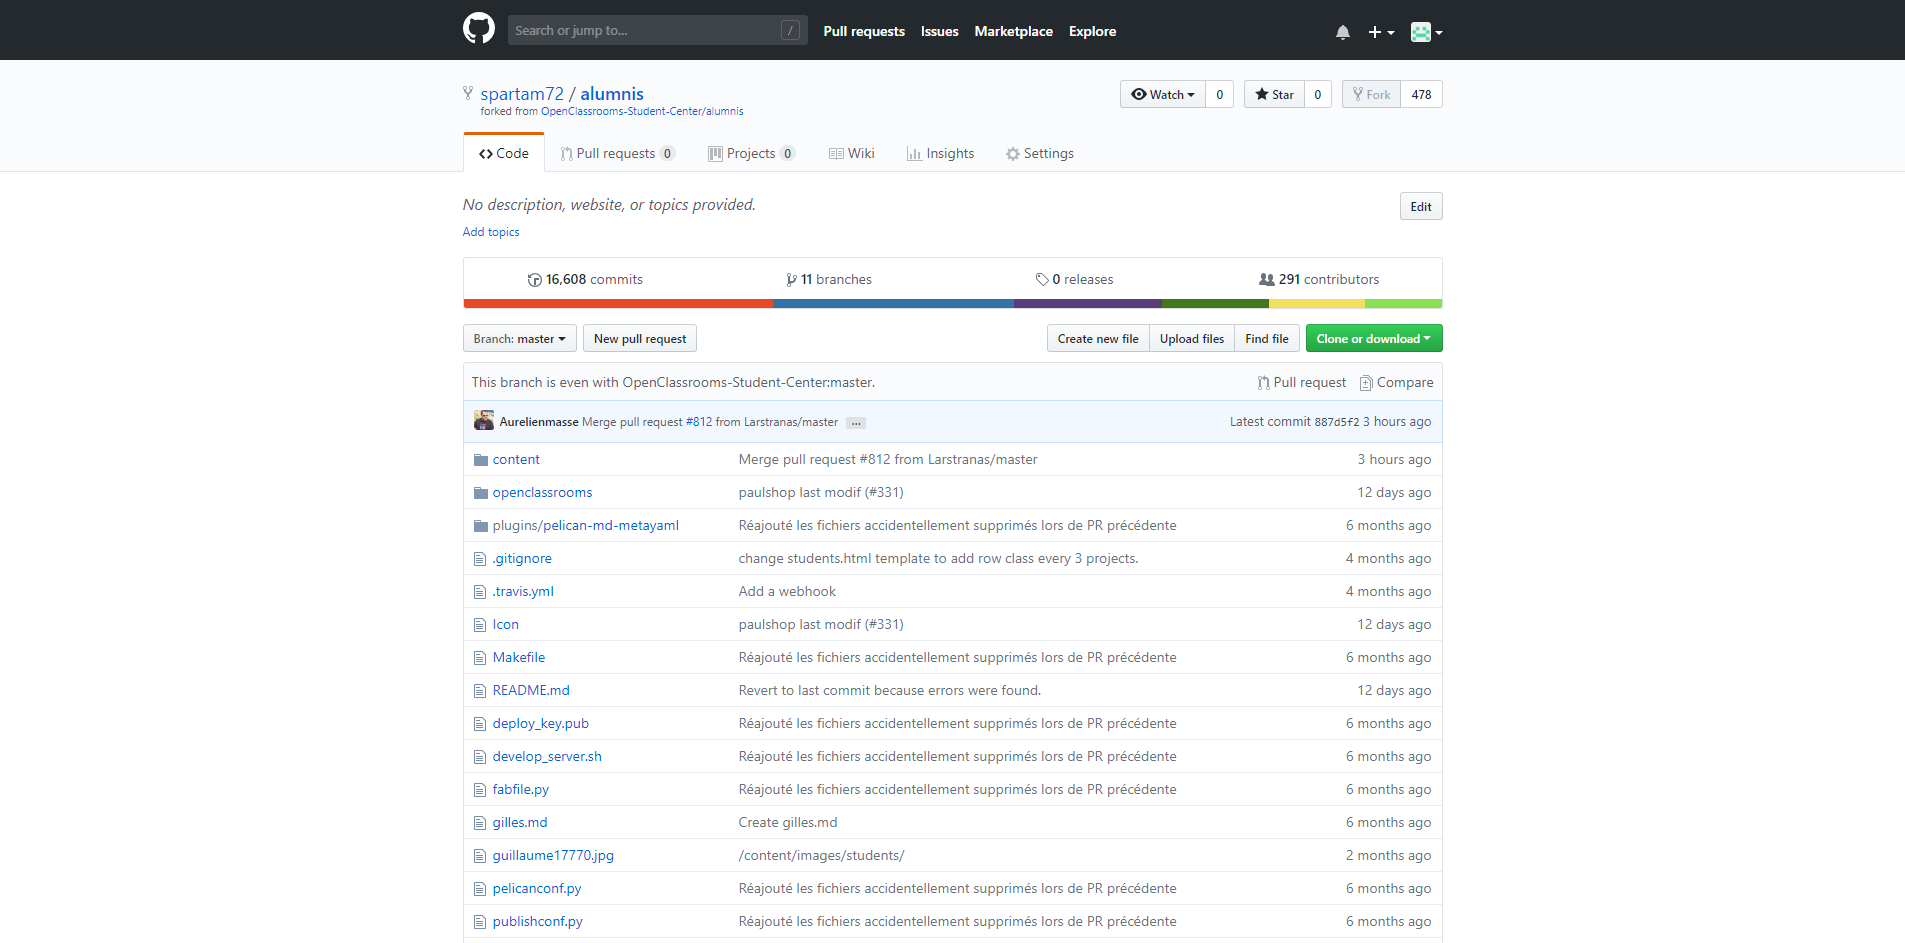 Search or jump to... / Pull requests Issues Marketplace Explore
spartam72 / alumnis Watch 0 Star 0 Fork 478
forked from OpenClassrooms-Student-Center/alumnis
Code Pull requests 0 Projects 0 Wiki Insights Settings
No description, website, or topics provided. Edit
Add topics
16,608 commits 11 branches 0 releases 291 contributors
Branch: master New pull request Create new file Upload files Find file Clone or download
This branch is even with OpenClassrooms-Student-Center:master. Pull request Compare
Aurelienmasse Merge pull request #812 from Larstranas/master ... Latest commit 887d5f2 3 hours ago
content Merge pull request #812 from Larstranas/master 3 hours ago
openclassrooms paulshop last modif (#331) 12 days ago
plugins/pelican-md-metayaml Réajouté les fichiers accidentellement supprimés lors de PR précédente 6 months ago
.gitignore change students.html template to add row class every 3 projects. 4 months ago
.travis.yml Add a webhook 4 months ago
Icon paulshop last modif (#331) 12 days ago
Makefile Réajouté les fichiers accidentellement supprimés lors de PR précédente 6 months ago
README.md Revert to last commit because errors were found. 12 days ago
deploy_key.pub Réajouté les fichiers accidentellement supprimés lors de PR précédente 6 months ago
develop_server.sh Réajouté les fichiers accidentellement supprimés lors de PR précédente 6 months ago
fabfile.py Réajouté les fichiers accidentellement supprimés lors de PR précédente 6 months ago
gilles.md Create gilles.md 6 months ago
guillaume17770.jpg /content/images/students/ 2 months ago
pelicanconf.py Réajouté les fichiers accidentellement supprimés lors de PR précédente 6 months ago
publishconf.py Réajouté les fichiers accidentellement supprimés lors de PR précédente 6 months ago